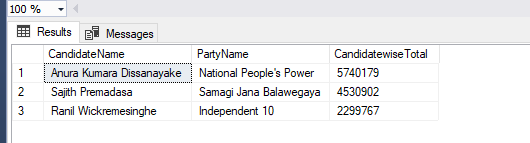 100 %
Results Messages
CandidateName PartyName CandidatewiseTotal
1 Anura Kumara Dissanayake National People's Power 5740179
2 Sajith Premadasa Samagi Jana Balawegaya 4530902
3 Ranil Wickremesinghe Independent 10 2299767